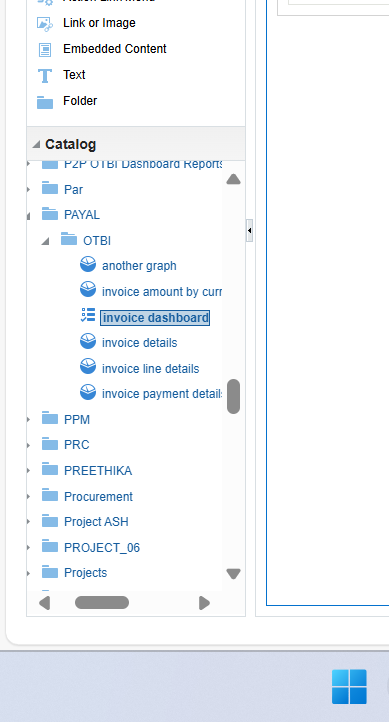 Link or Image
Embedded Content
Text
Folder
Catalog
P2P OTBI Dashboard Reports
Par
PAYAL
OTBI
another graph
invoice amount by curr
invoice dashboard
invoice details
invoice line details
invoice payment details
PPM
PRC
PREETHIKA
Procurement
Project ASH
PROJECT_06
Projects